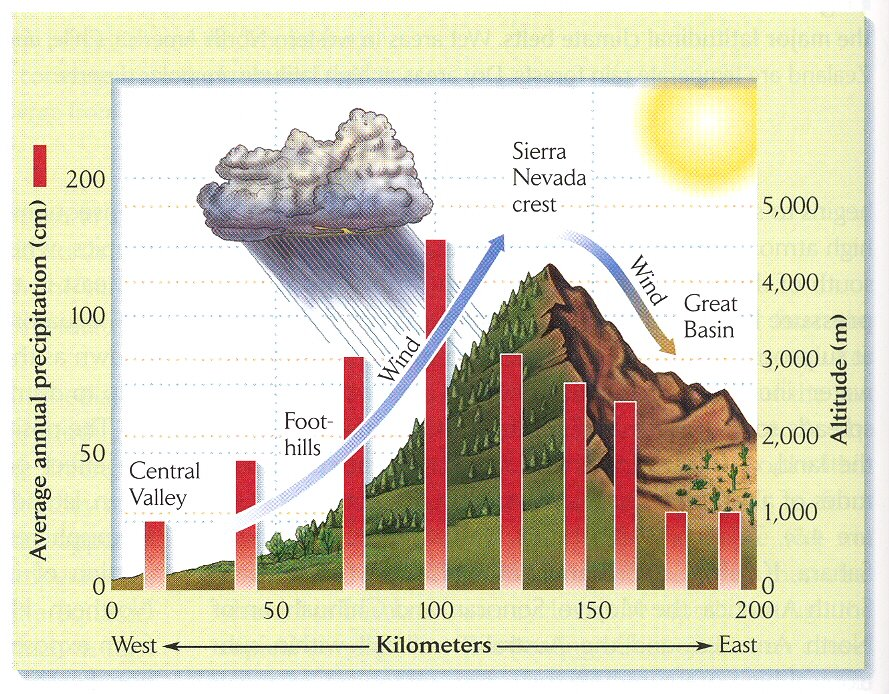 Sierra
Nevada
crest
Wind
Great
Basin
Wind
Foot-
hills
Central
Valley
Average annual precipitation (cm)
200
100
50
0
5,000
4,000
3,000
2,000
1,000
0
Altitude (m)
0
50
100
150
200
West
Kilometers
East